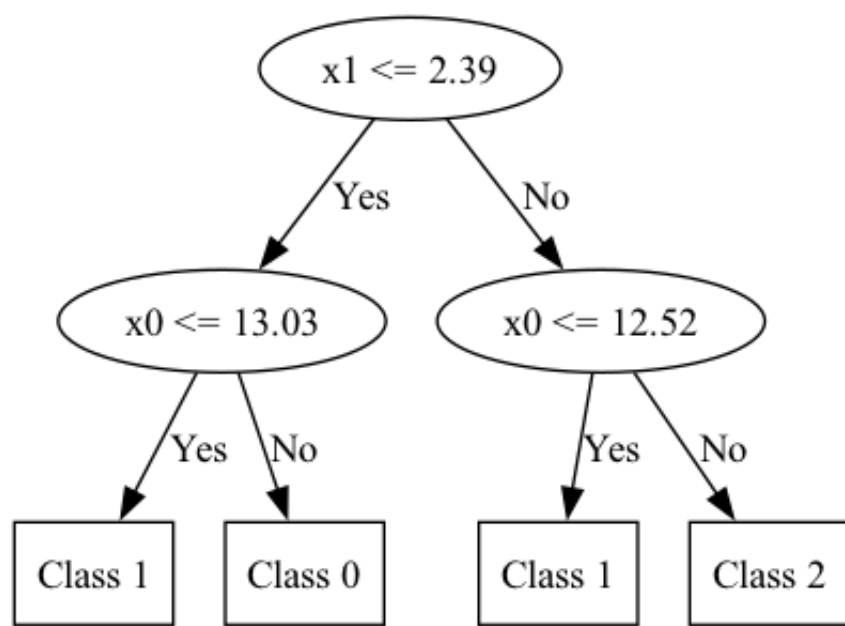 x1 <= 2.39
Yes
No
x0 <= 13.03
x0 <= 12.52
Yes
No
Yes
No
Class 1
Class 0
Class 1
Class 2